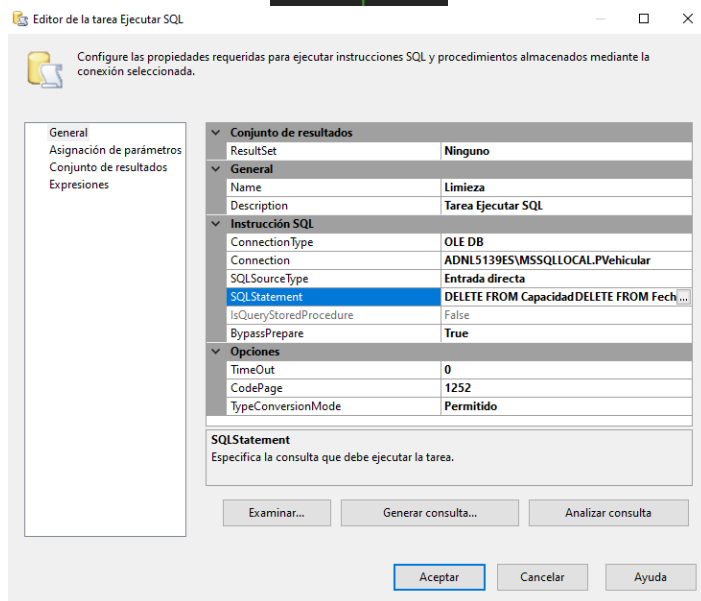 Editor de la tarea Ejecutar SQL
Configure las propiedades requeridas para ejecutar instrucciones SQL y procedimientos almacenados mediante la
conexión seleccionada.
General
Asignación de parámetros
Conjunto de resultados
Expresiones
Conjunto de resultados
ResultSet Ninguno
General
Name Limieza
Description Tarea Ejecutar SQL
Instrucción SQL
ConnectionType OLE DB
Connection ADNL5139ES\MSSQLLOCAL.PVehicular
SQLSourceType Entrada directa
SQLStatement DELETE FROM CapacidadDELETE FROM Fech ...
IsQueryStoredProcedure False
BypassPrepare True
Opciones
TimeOut 0
CodePage 1252
TypeConversionMode Permitido
SQLStatement
Especifica la consulta que debe ejecutar la tarea.
Examinar... Generar consulta... Analizar consulta
Aceptar Cancelar Ayuda